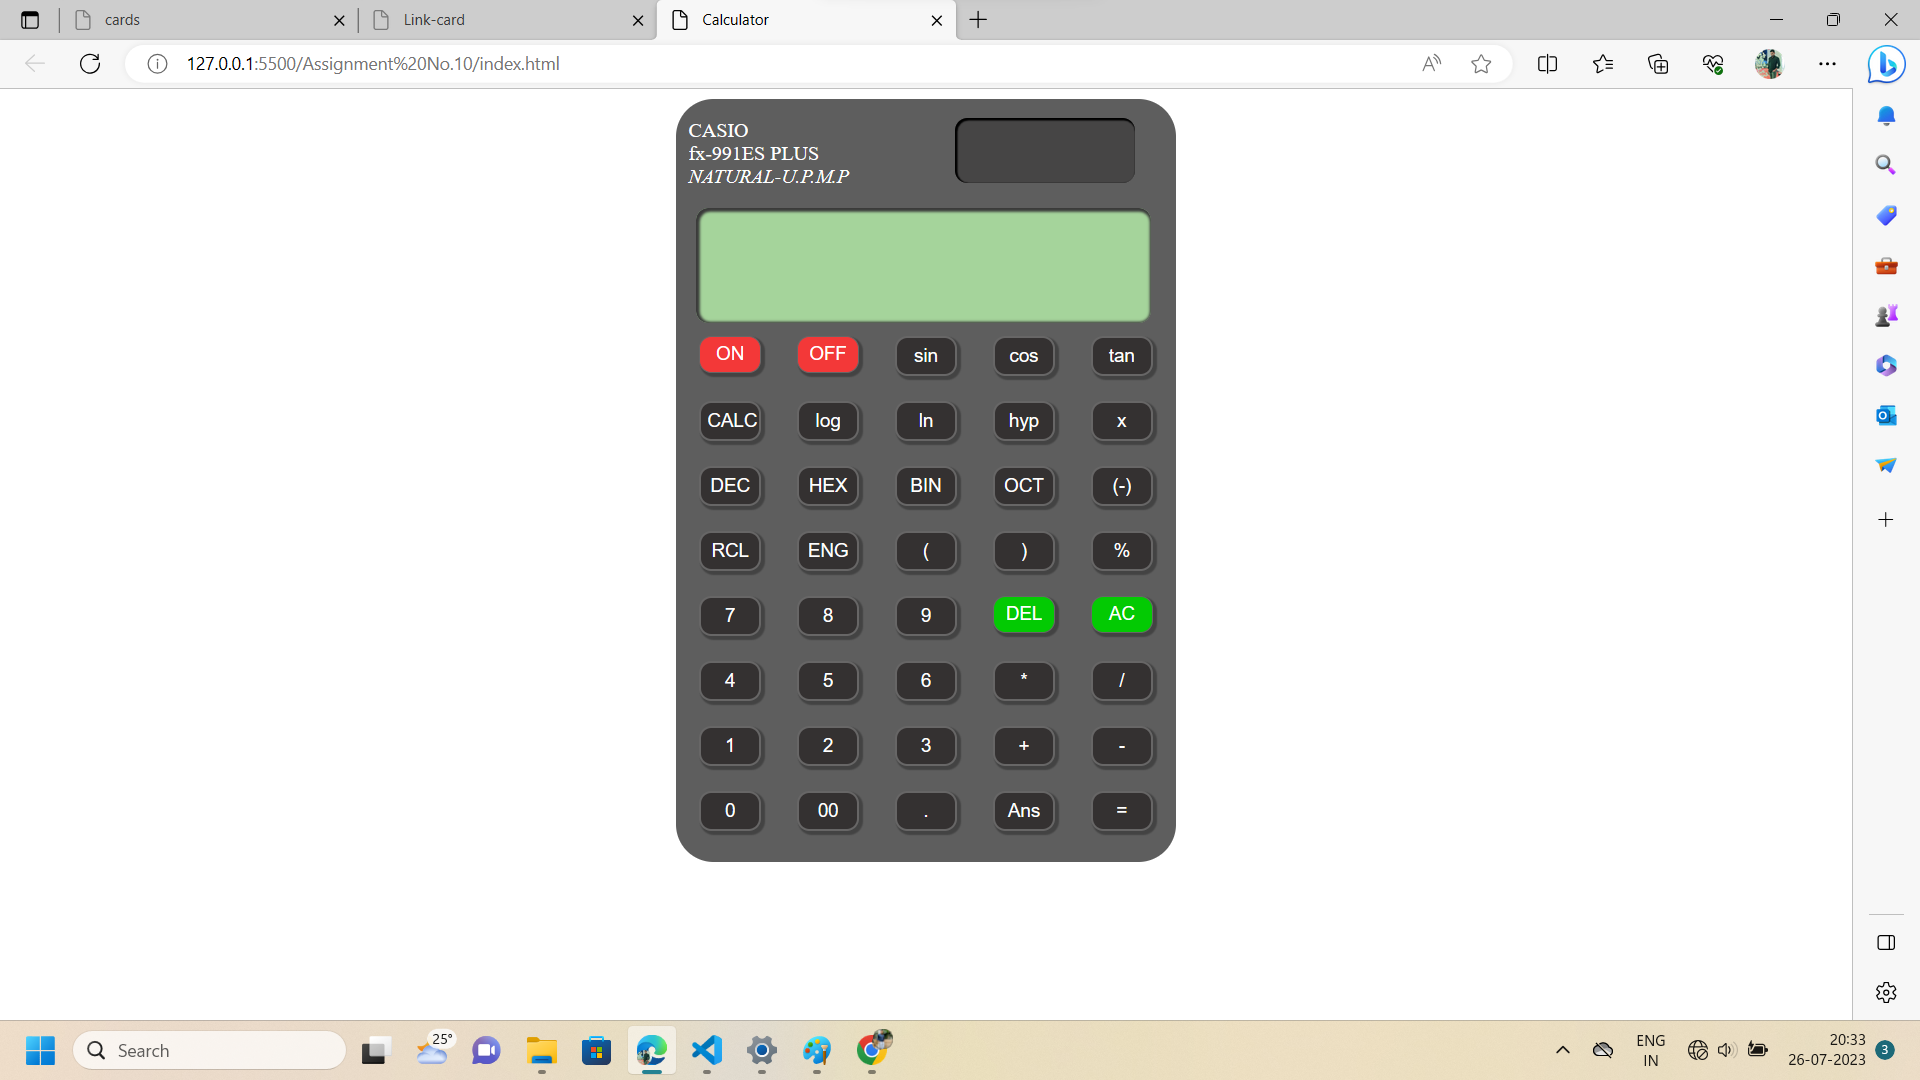 cards
Link-card
Calculator
127.0.0.1:5500/Assignment%20No.10/index.html
CASIO
fx-991ES PLUS
NATURAL-U.P.M.P
ON OFF sin cos tan
CALC log ln hyp x
DEC HEX BIN OCT (-)
RCL ENG ( ) %
7 8 9 DEL AC
4 5 6 * /
1 2 3 + -
0 00 . Ans =
Search
25°
ENG
IN
20:33
26-07-2023
3